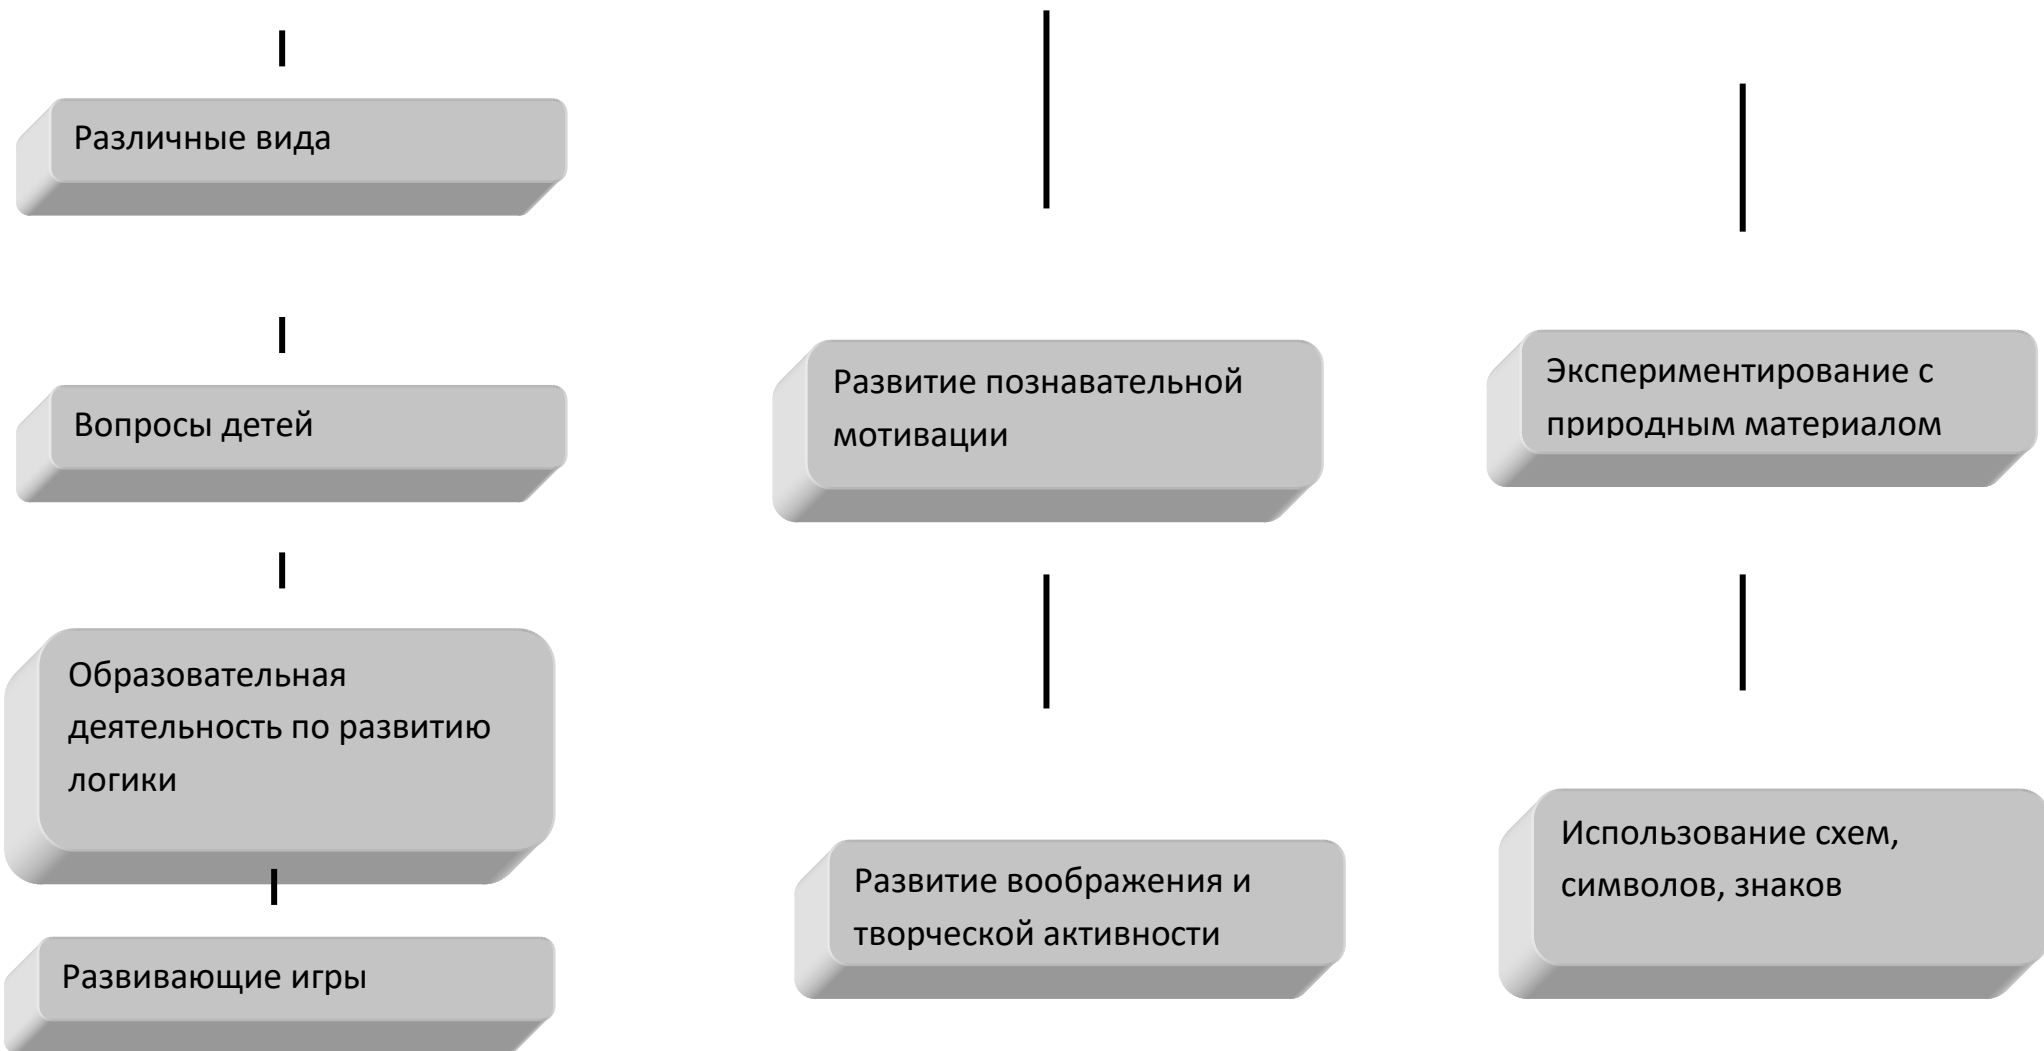 Различные вида
Вопросы детей
Образовательная
деятельность по развитию
логики
Развивающие игры
Развитие познавательной
мотивации
Развитие воображения и
творческой активности
Экспериментирование с
природным материалом
Использование схем,
символов, знаков